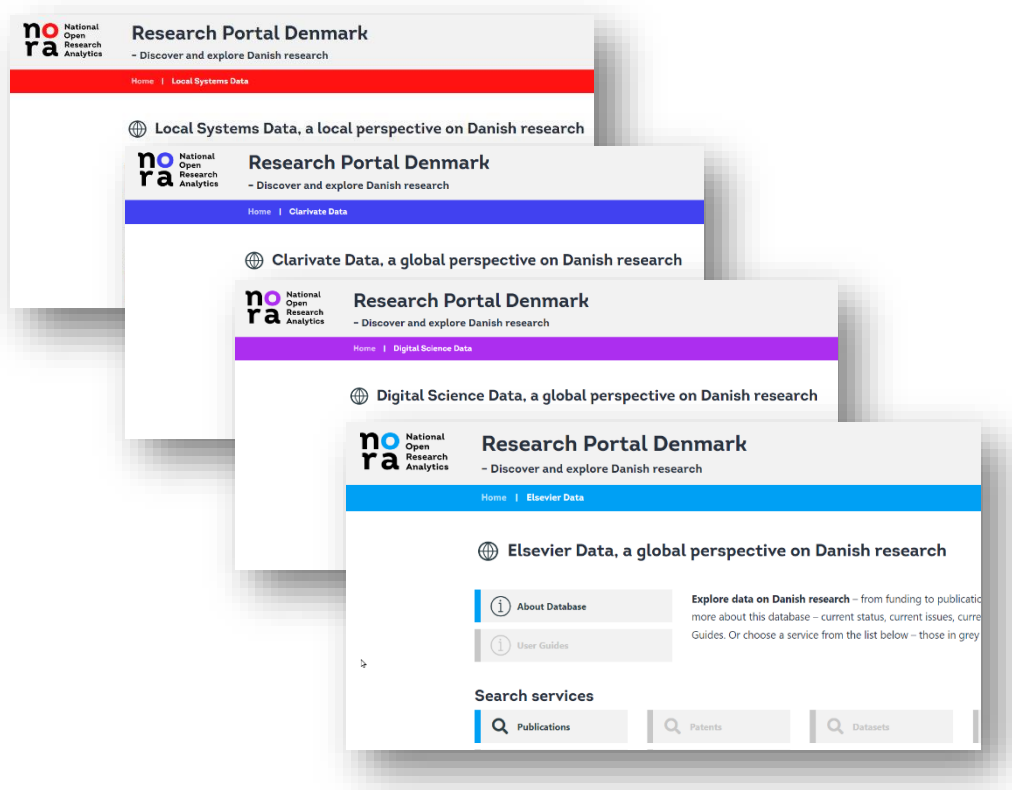 nora National Open Research Analytics
Research Portal Denmark
– Discover and explore Danish research
Home | Local Systems Data
Local Systems Data, a local perspective on Danish research
nora National Open Research Analytics
Research Portal Denmark
– Discover and explore Danish research
Home | Clarivate Data
Clarivate Data, a global perspective on Danish research
nora National Open Research Analytics
Research Portal Denmark
– Discover and explore Danish research
Home | Digital Science Data
Digital Science Data, a global perspective on Danish research
nora National Open Research Analytics
Research Portal Denmark
– Discover and explore Danish research
Home | Elsevier Data
Elsevier Data, a global perspective on Danish research
About Database
User Guides
Explore data on Danish research – from funding to publicatio
more about this database – current status, current issues, curre
Guides. Or choose a service from the list below – those in grey
Search services
Publications
Patents
Datasets